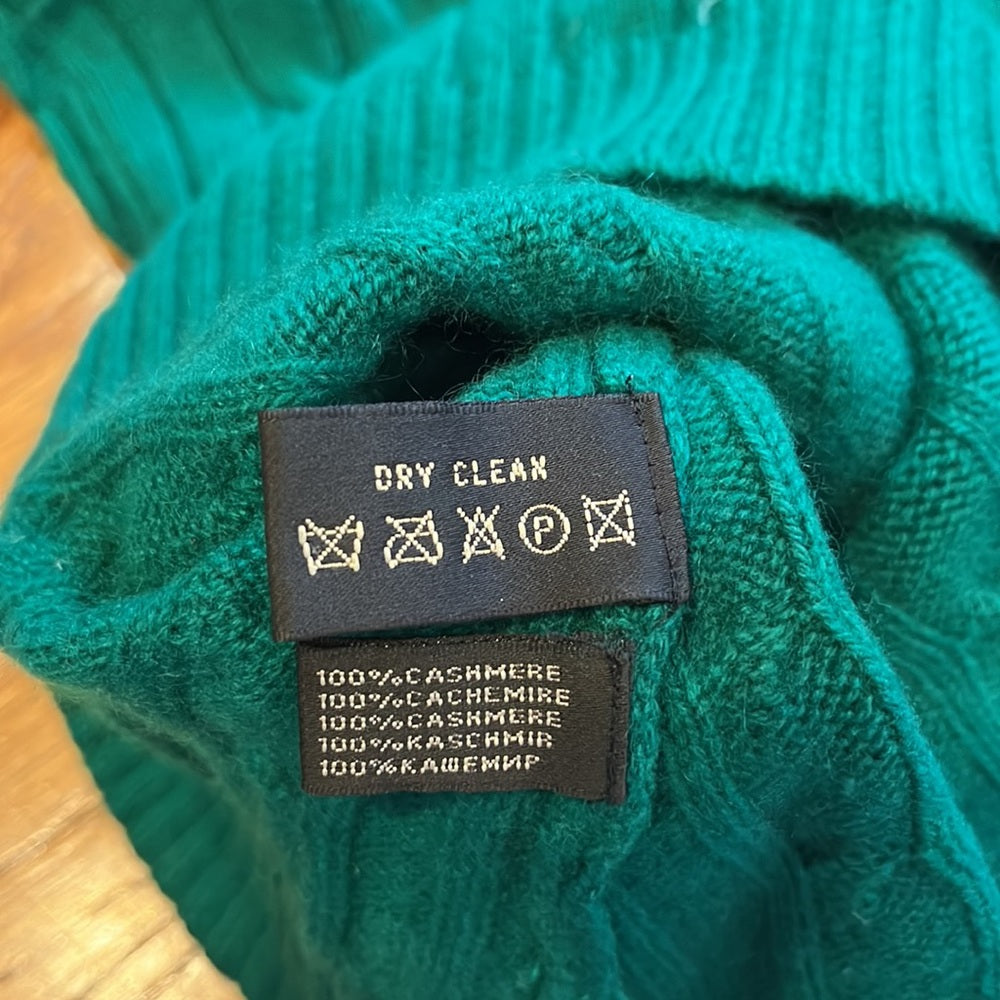 DRY CLEAN
P
100%CASHMERE
100%CACHEMIRE
100%CASHMERE
100%KASCHMIR
100%КАШЕМИР